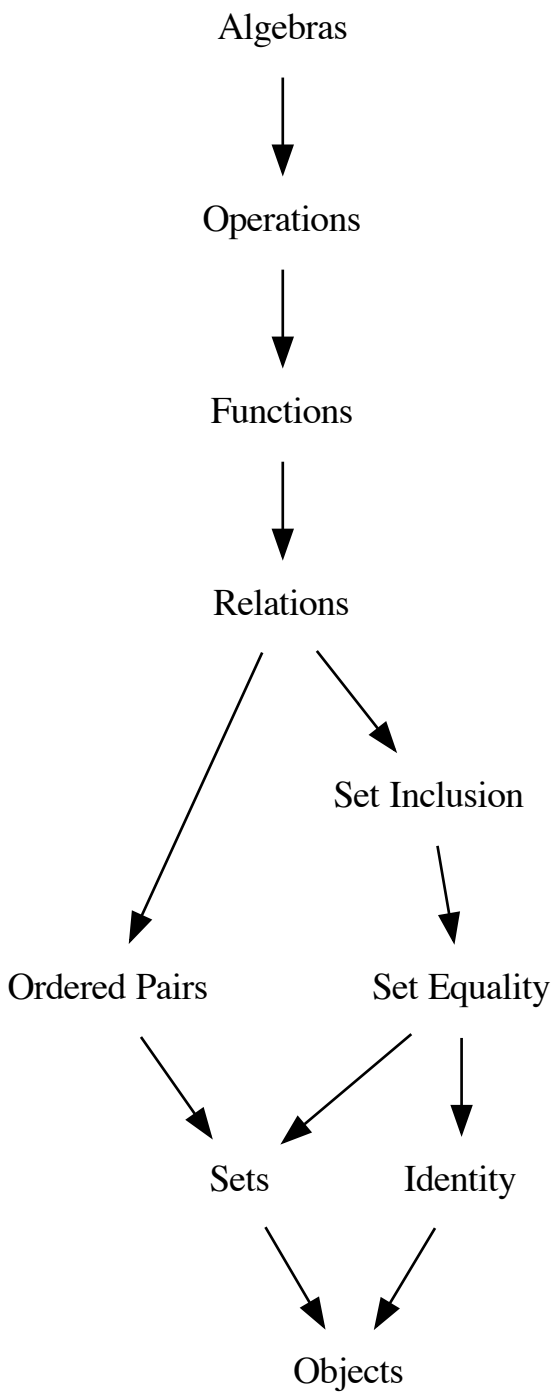 Algebras
Operations
Functions
Relations
Set Inclusion
Ordered Pairs
Set Equality
Sets
Identity
Objects